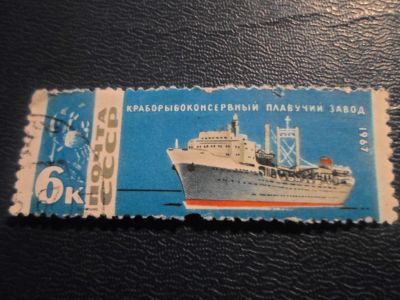 КРАБОРЫБОКОНСЕРВНЫЙ ПЛАВУЧИЙ ЗАВОД
1967
6к
ПОЧТА
СССР